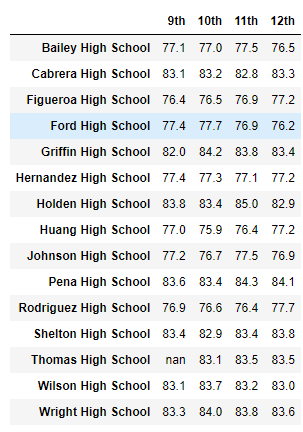 9th 10th 11th 12th
Bailey High School 77.1 77.0 77.5 76.5
Cabrera High School 83.1 83.2 82.8 83.3
Figueroa High School 76.4 76.5 76.9 77.2
Ford High School 77.4 77.7 76.9 76.2
Griffin High School 82.0 84.2 83.8 83.4
Hernandez High School 77.4 77.3 77.1 77.2
Holden High School 83.8 83.4 85.0 82.9
Huang High School 77.0 75.9 76.4 77.2
Johnson High School 77.2 76.7 77.5 76.9
Pena High School 83.6 83.4 84.3 84.1
Rodriguez High School 76.9 76.6 76.4 77.7
Shelton High School 83.4 82.9 83.4 83.8
Thomas High School nan 83.1 83.5 83.5
Wilson High School 83.1 83.7 83.2 83.0
Wright High School 83.3 84.0 83.8 83.6